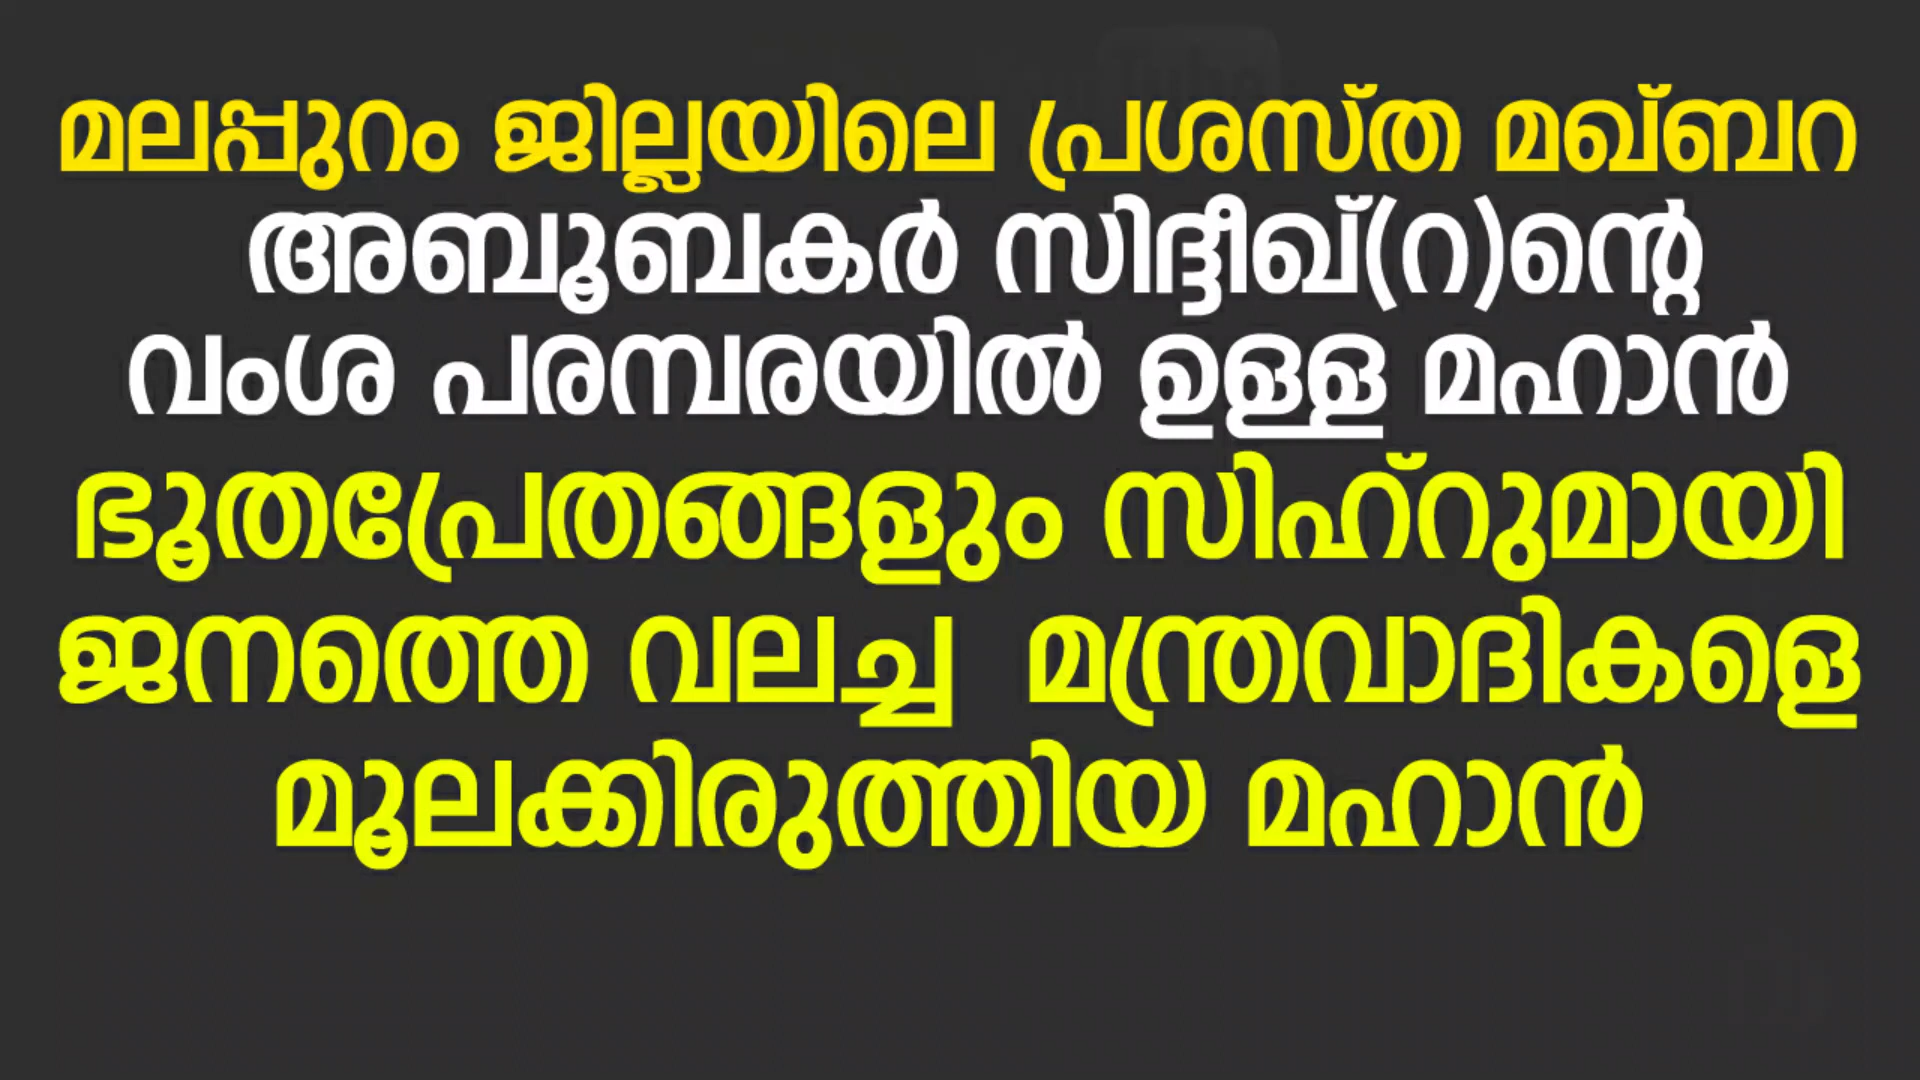 മലപ്പുറം ജില്ലയിലെ പ്രശസ്ത മഖ്ബറ
അബൂബകർ സിദ്ദീഖ്(റ)ന്റെ
വംശ പരമ്പരയിൽ ഉള്ള മഹാൻ
ഭൂതപ്രേതങ്ങളും സിഹ്റുമായി
ജനത്തെ വലച്ച മന്ത്രവാദികളെ
മൂലക്കിരുത്തിയ മഹാൻ